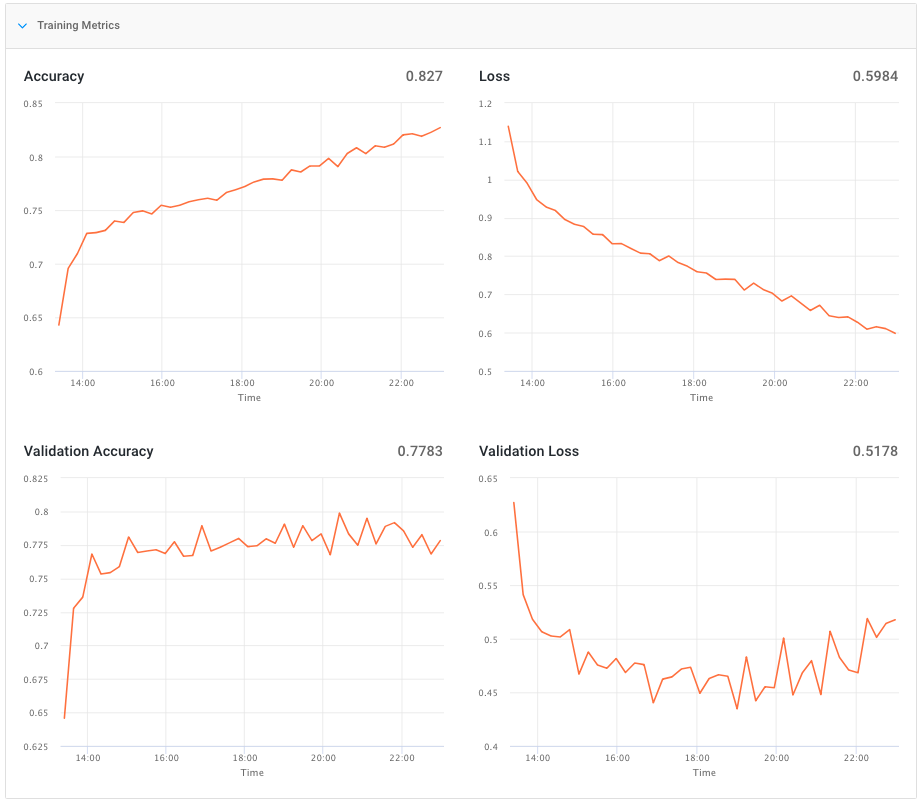 Training Metrics
Accuracy 0.827
0.85
0.8
0.75
0.7
0.65
0.6
14:00 16:00 18:00 20:00 22:00
Time
Loss 0.5984
1.2
1.1
1
0.9
0.8
0.7
0.6
0.5
14:00 16:00 18:00 20:00 22:00
Time
Validation Accuracy 0.7783
0.825
0.8
0.775
0.75
0.725
0.7
0.675
0.65
0.625
14:00 16:00 18:00 20:00 22:00
Time
Validation Loss 0.5178
0.65
0.6
0.55
0.5
0.45
0.4
14:00 16:00 18:00 20:00 22:00
Time